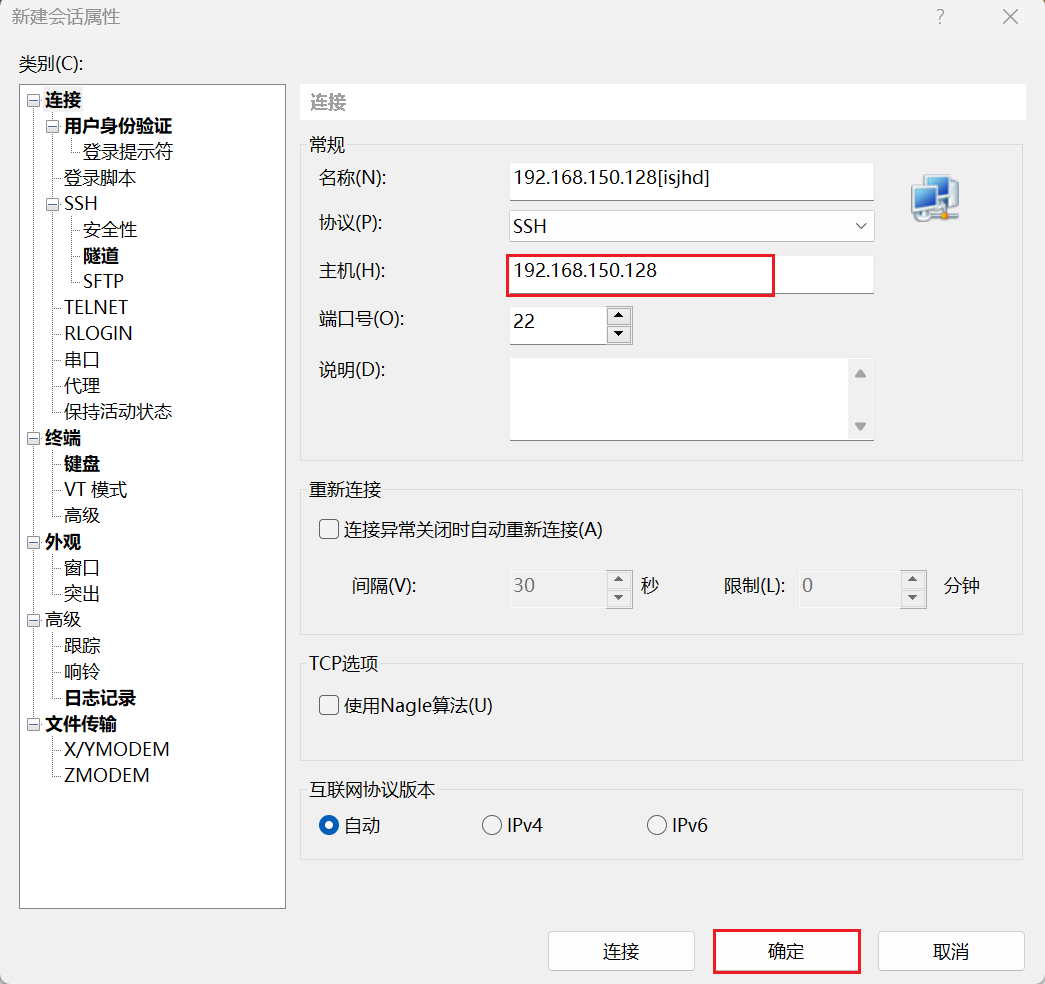 新建会话属性
?
类别(C):
连接
用户身份验证
登录提示符
登录脚本
SSH
安全性
隧道
SFTP
TELNET
RLOGIN
串口
代理
保持活动状态
终端
键盘
VT 模式
高级
外观
窗口
突出
高级
跟踪
响铃
日志记录
文件传输
X/YMODEM
ZMODEM
连接
常规
名称(N): 192.168.150.128[isjhd]
协议(P): SSH
主机(H): 192.168.150.128
端口号(O): 22
说明(D):
重新连接
连接异常关闭时自动重新连接(A)
间隔(V): 30 秒 限制(L): 0 分钟
TCP选项
使用Nagle算法(U)
互联网协议版本
自动 IPv4 IPv6
连接 确定 取消